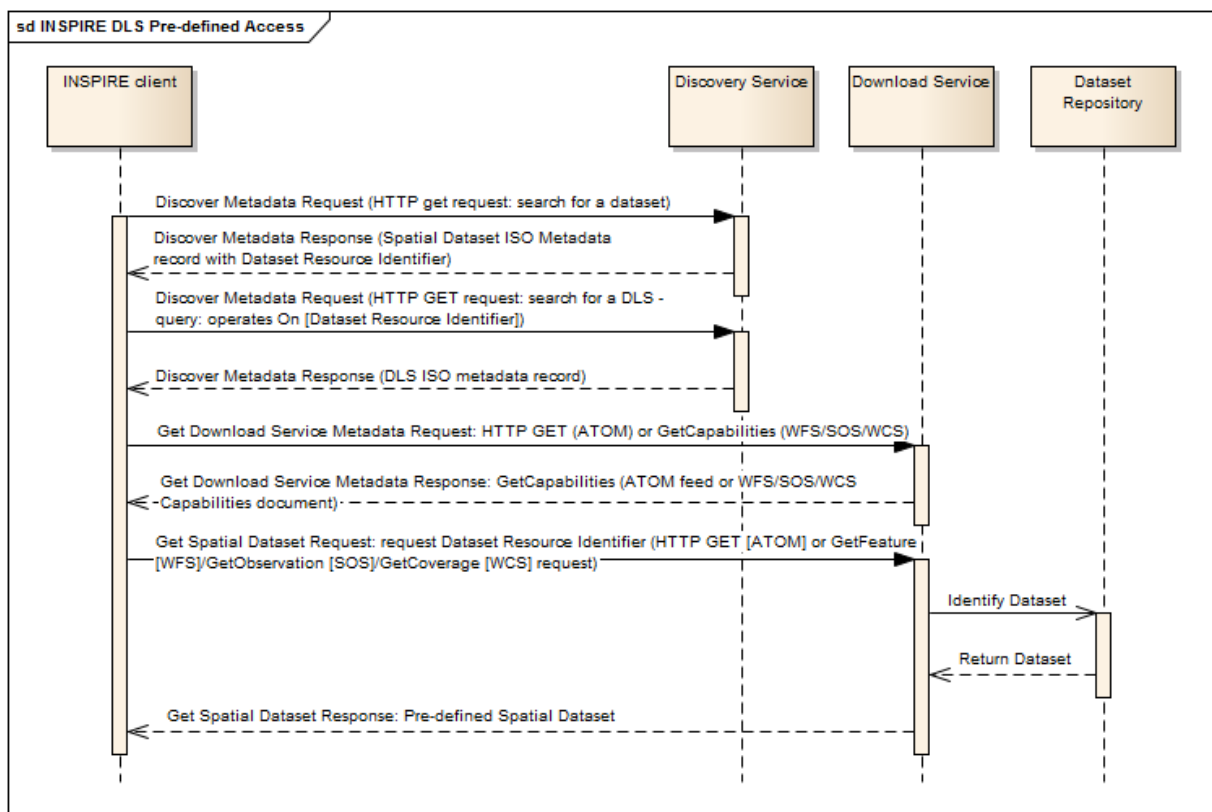 sd INSPIRE DLS Pre-defined Access
INSPIRE client
Discovery Service
Download Service
Dataset
Repository
Discover Metadata Request (HTTP get request: search for a dataset)
Discover Metadata Response (Spatial Dataset ISO Metadata
record with Dataset Resource Identifier)
Discover Metadata Request (HTTP GET request: search for a DLS -
query: operates On [Dataset Resource Identifier])
Discover Metadata Response (DLS ISO metadata record)
Get Download Service Metadata Request: HTTP GET (ATOM) or GetCapabilities (WFS/SOS/WCS)
Get Download Service Metadata Response: GetCapabilities (ATOM feed or WFS/SOS/WCS
Capabilities document)
Get Spatial Dataset Request: request Dataset Resource Identifier (HTTP GET [ATOM] or GetFeature
[WFS]/GetObservation [SOS]/GetCoverage [WCS] request)
Identify Dataset
Return Dataset
Get Spatial Dataset Response: Pre-defined Spatial Dataset